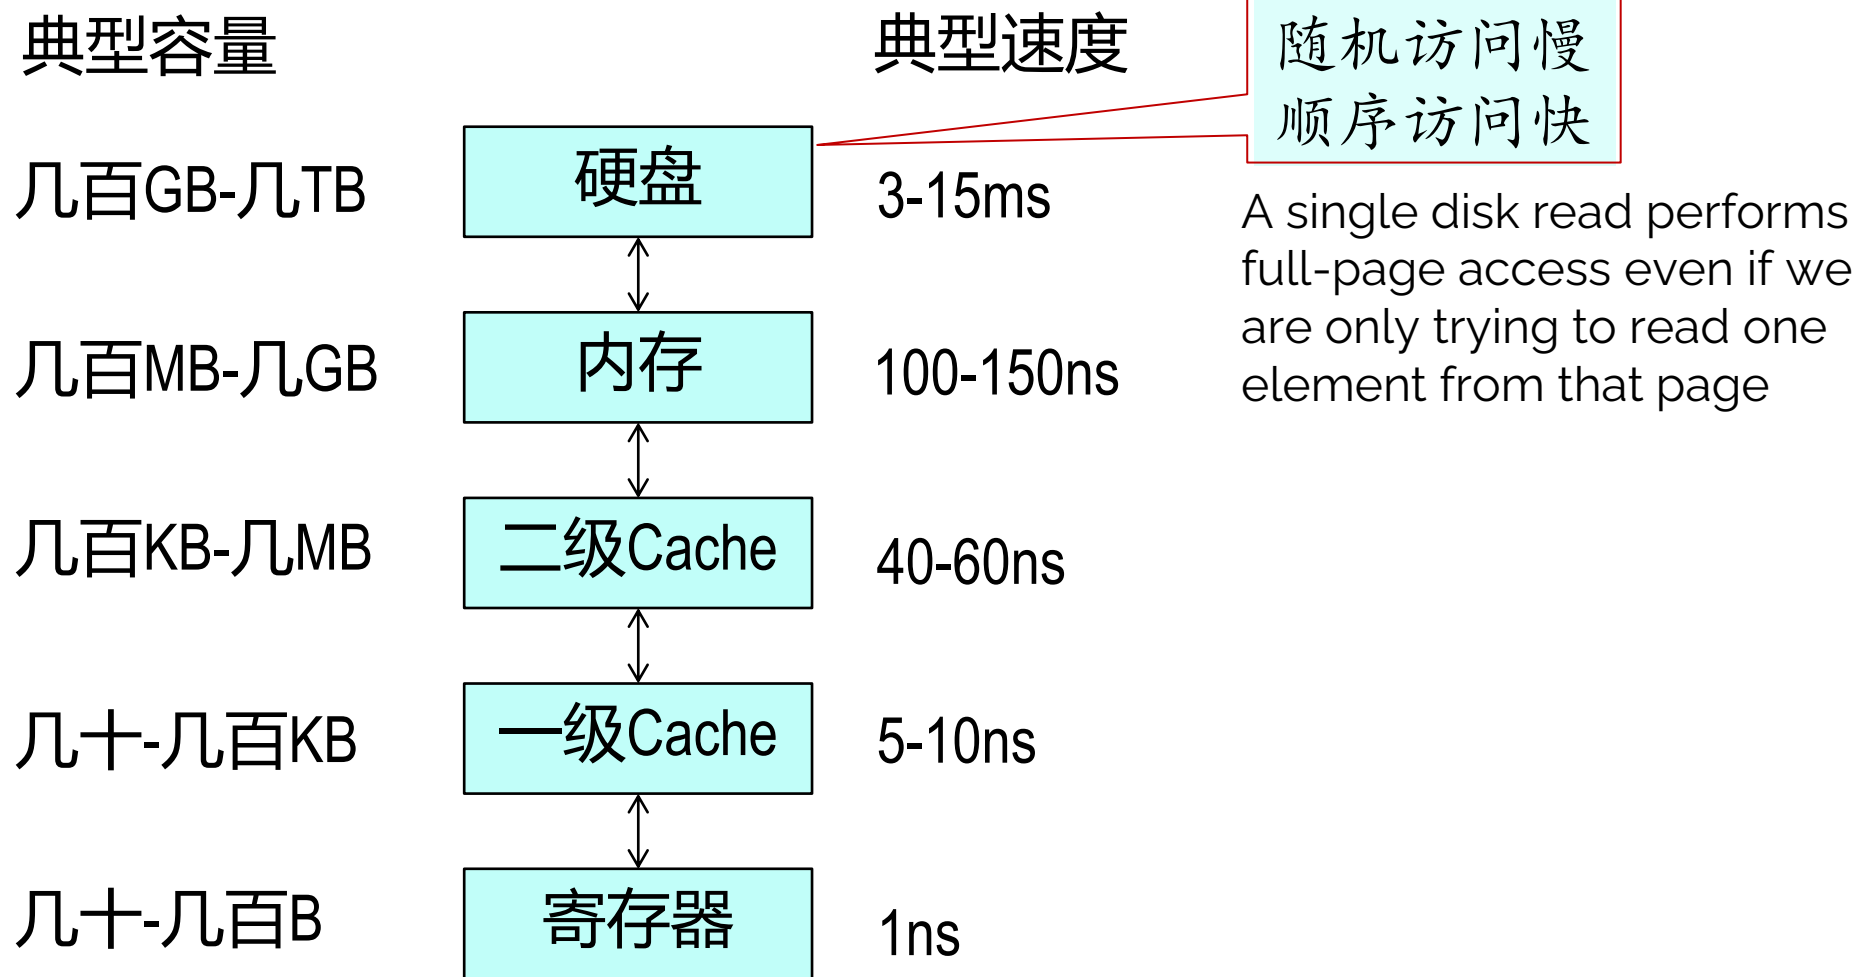 典型容量
典型速度
随机访问慢
顺序访问快
几百GB-几TB
硬盘
3-15ms
A single disk read performs
full-page access even if we
are only trying to read one
element from that page
几百MB-几GB
内存
100-150ns
几百KB-几MB
二级Cache
40-60ns
几十-几百KB
一级Cache
5-10ns
几十-几百B
寄存器
1ns